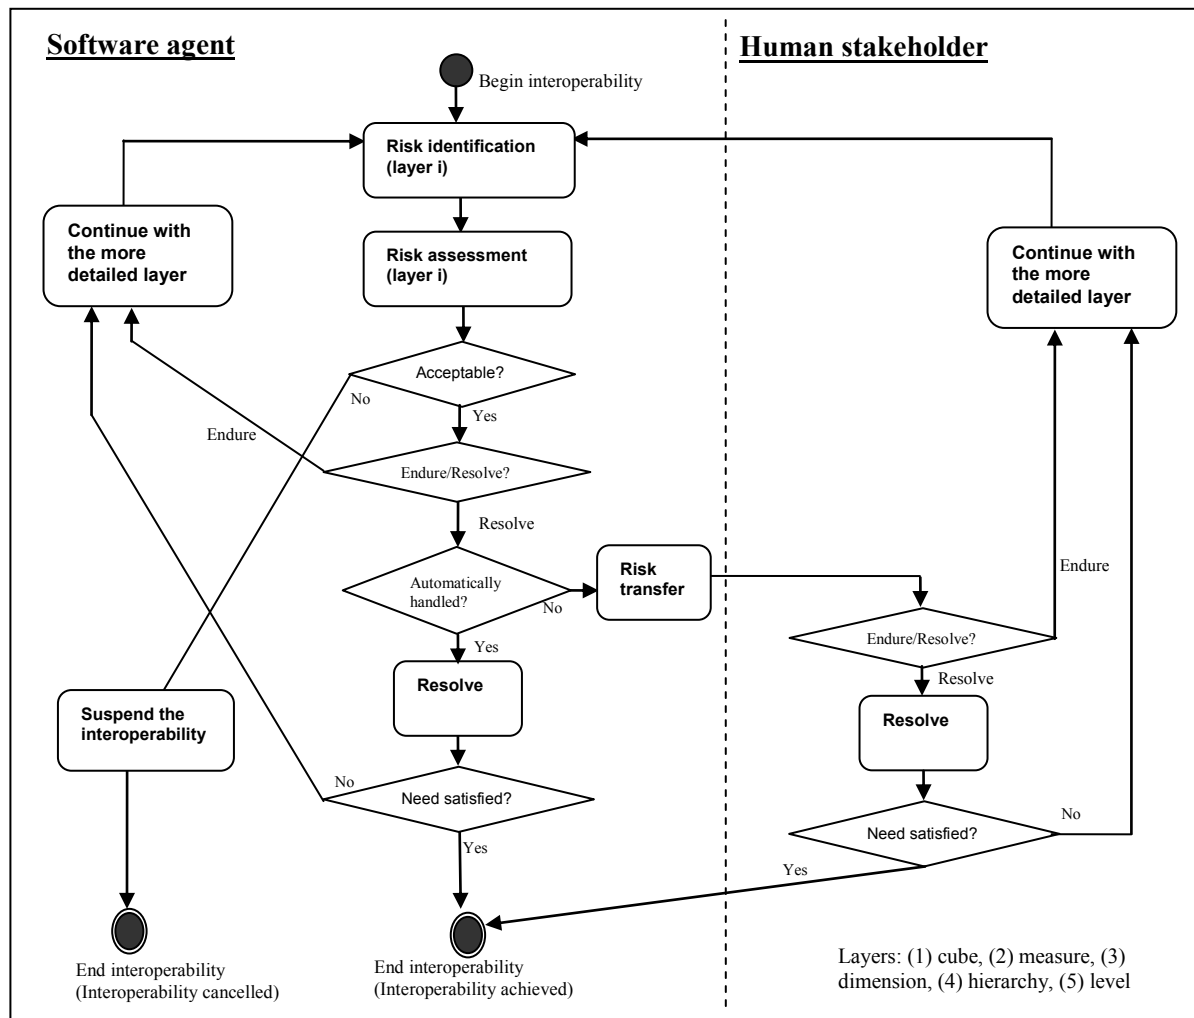 Software agent
Human stakeholder
Begin interoperability
Risk identification
(layer i)
Continue with
the more
detailed layer
Risk assessment
(layer i)
Continue with
the more
detailed layer
Acceptable?
No
Yes
Endure
Endure/Resolve?
Resolve
Automatically
handled?
No
Risk
transfer
Endure
Yes
Endure/Resolve?
Resolve
Resolve
Resolve
Suspend the
interoperability
No
Need satisfied?
Yes
Need satisfied?
No
Yes
End interoperability
(Interoperability cancelled)
End interoperability
(Interoperability achieved)
Layers: (1) cube, (2) measure, (3)
dimension, (4) hierarchy, (5) level